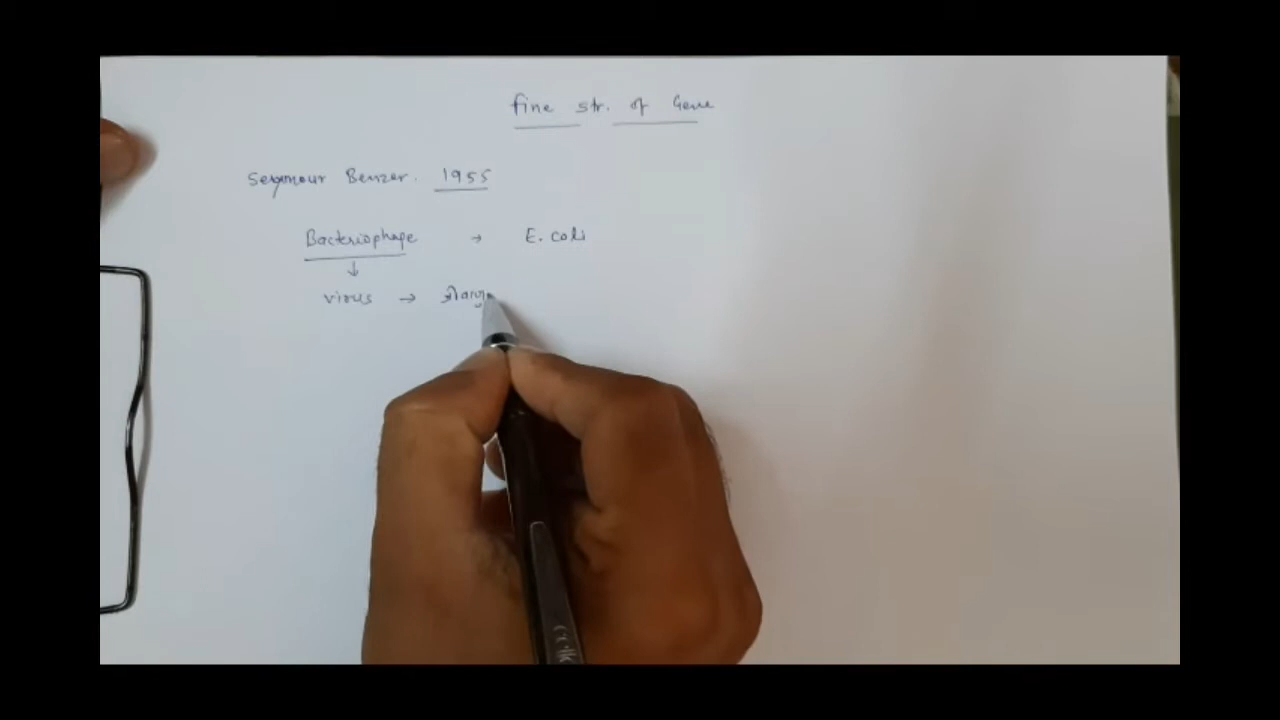 fine str. of Gene
Seymour Benzer. 1955
Bacteriophage → E. coli
↓
virus → जीवाणु